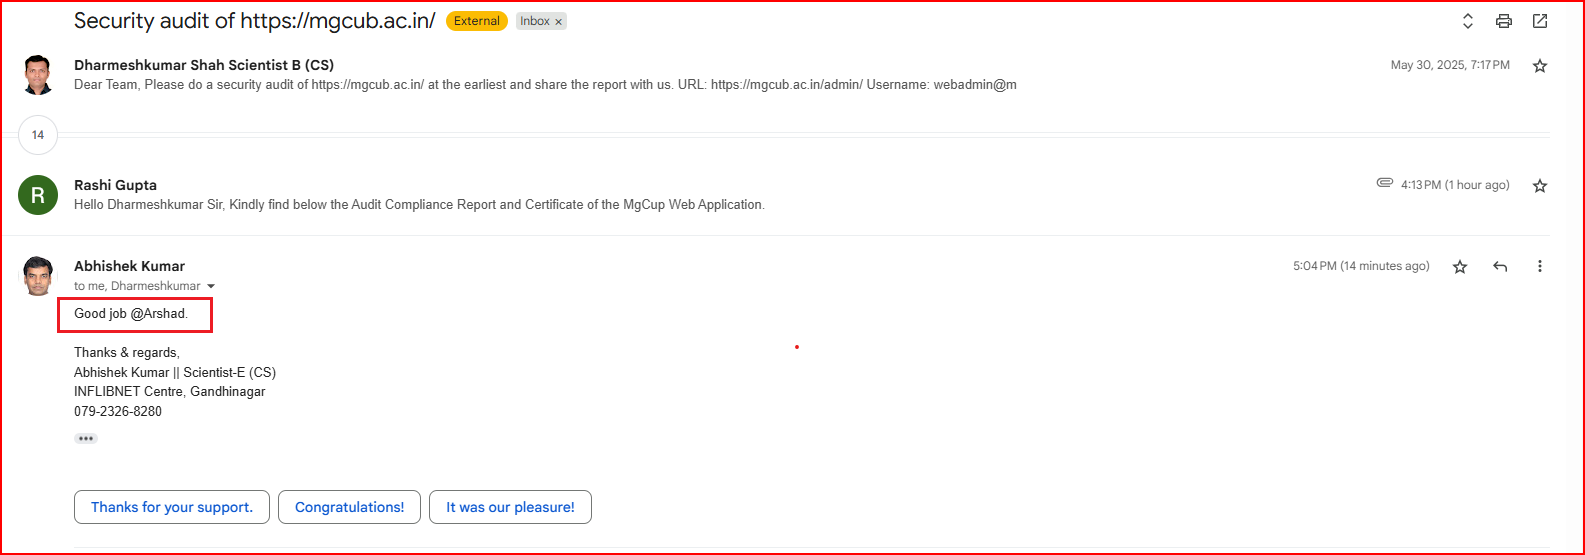 Security audit of https://mgcub.ac.in/ External Inbox ×
Dharmeshkumar Shah Scientist B (CS) May 30, 2025, 7:17 PM
Dear Team, Please do a security audit of https://mgcub.ac.in/ at the earliest and share the report with us. URL: https://mgcub.ac.in/admin/ Username: webadmin@m
14
R
Rashi Gupta 4:13 PM (1 hour ago)
Hello Dharmeshkumar Sir, Kindly find below the Audit Compliance Report and Certificate of the MgCup Web Application.
Abhishek Kumar 5:04 PM (14 minutes ago)
to me, Dharmeshkumar
Good job @Arshad.
Thanks & regards,
Abhishek Kumar || Scientist-E (CS)
INFLIBNET Centre, Gandhinagar
079-2326-8280
Thanks for your support. Congratulations! It was our pleasure!